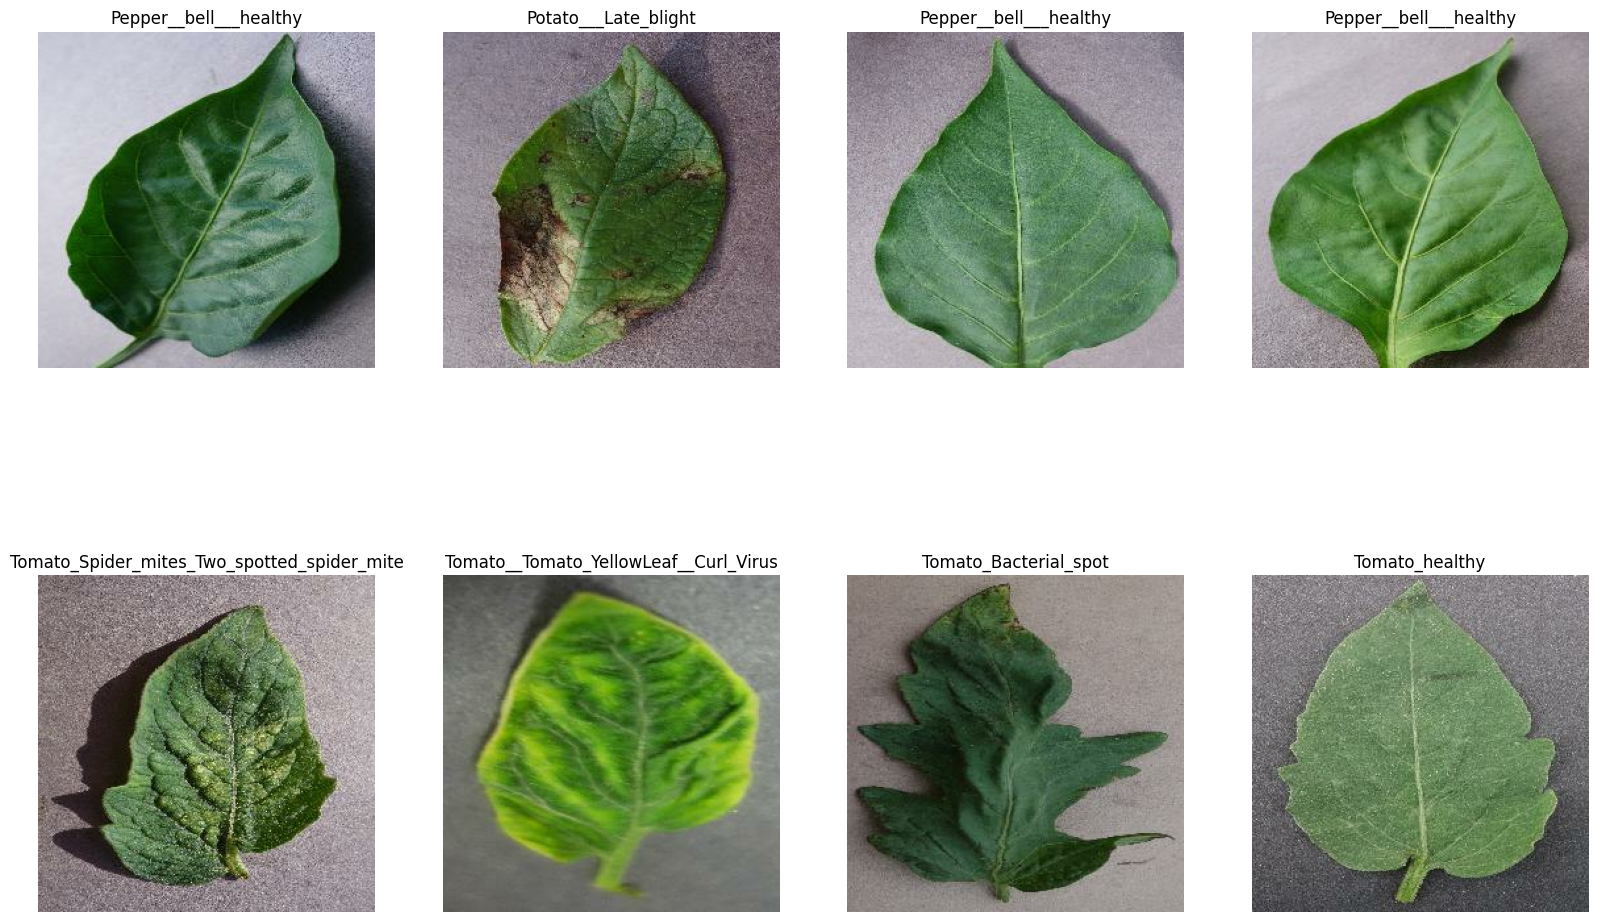 Pepper__bell___healthy
Potato___Late_blight
Pepper__bell___healthy
Pepper__bell___healthy
Tomato_Spider_mites_Two_spotted_spider_mite
Tomato__Tomato_YellowLeaf__Curl_Virus
Tomato_Bacterial_spot
Tomato_healthy